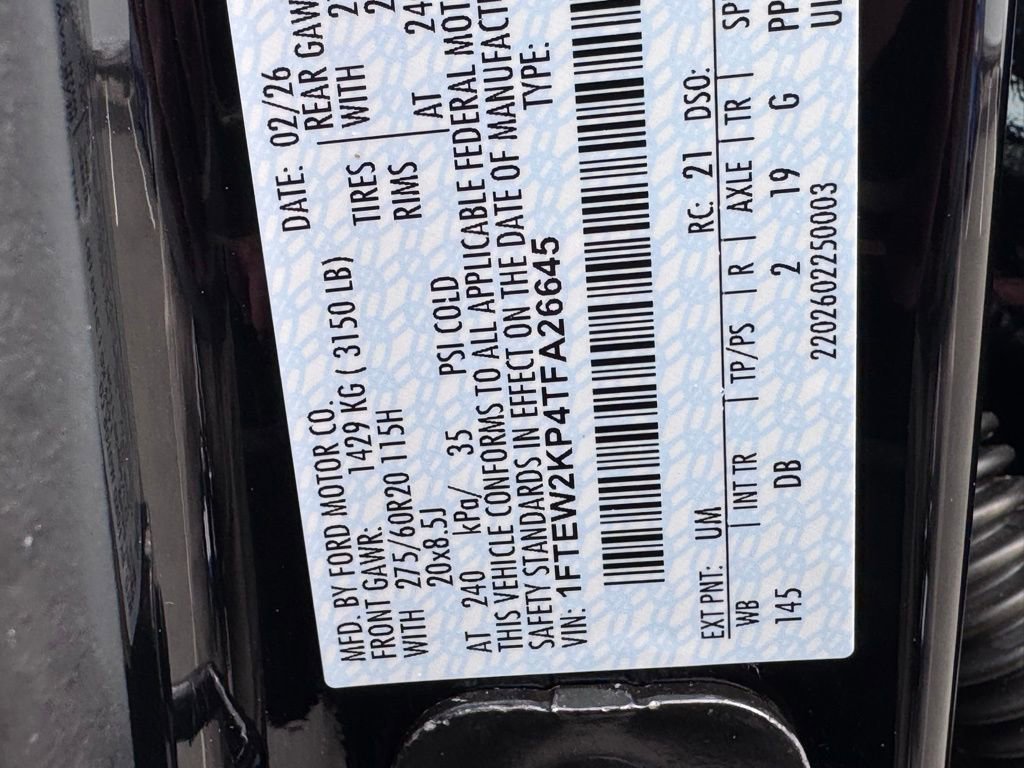 MFD. BY FORD MOTOR CO. DATE: 02/26
FRONT GAWR: 1429 KG ( 3150 LB) REAR GAW
WITH 275/60R20 115H TIRES WITH
20x8.5J RIMS
AT 240 kPa/ 35 PSI COLD AT 24
THIS VEHICLE CONFORMS TO ALL APPLICABLE FEDERAL MOT
SAFETY STANDARDS IN EFFECT ON THE DATE OF MANUFACT
VIN: 1FTEW2KP4TFA26645 TYPE:
EXT PNT: UM RC: 21 DSO:
WB | INT TR | TP/PS | R | AXLE | TR | SP
145 DB 2 19 G PP
2202602250003